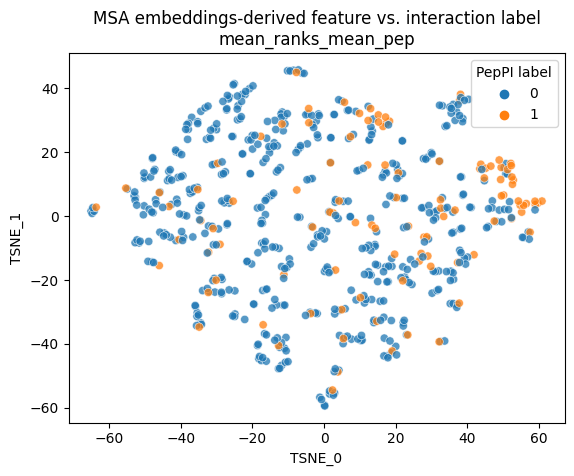 MSA embeddings-derived feature vs. interaction label
mean_ranks_mean_pep
PepPI label
0
1
40
20
0
−20
−40
−60
TSNE_1
−60 −40 −20 0 20 40 60
TSNE_0